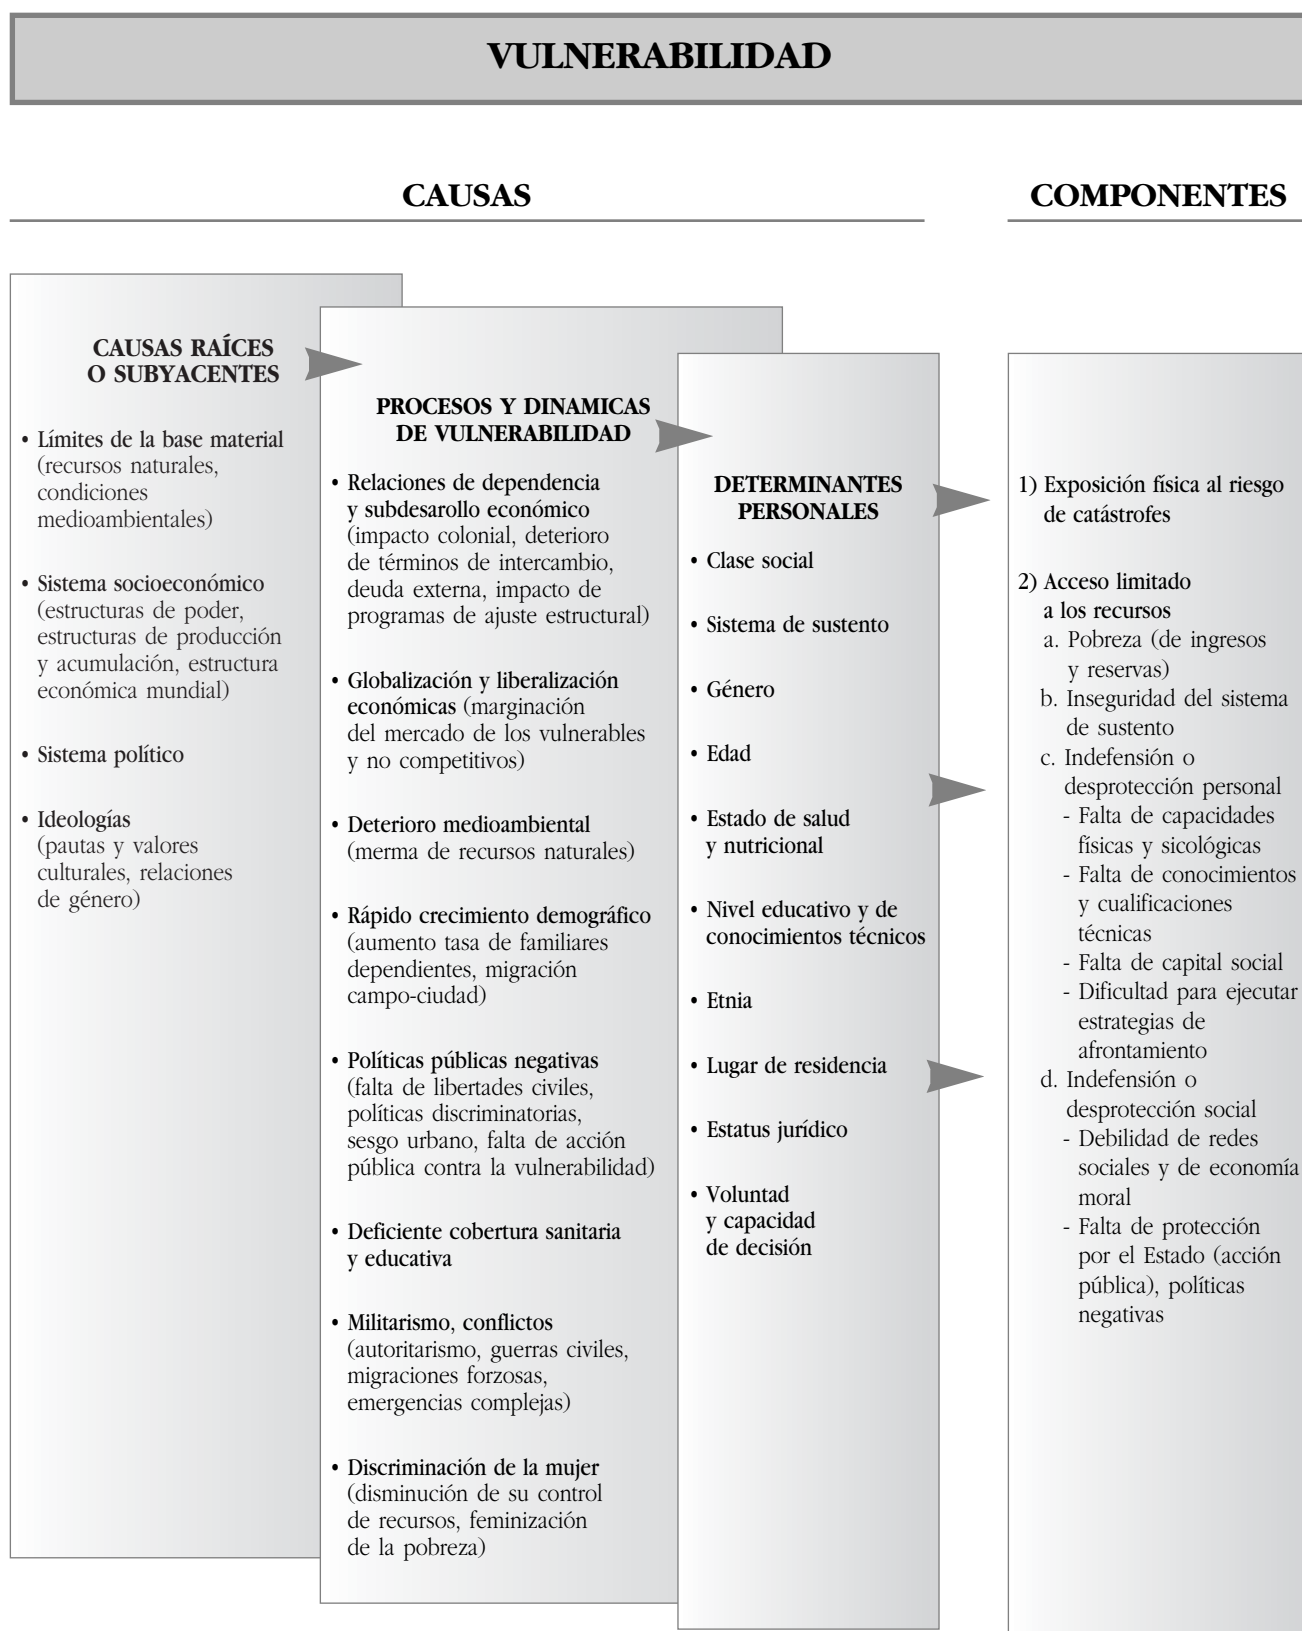 VULNERABILIDAD
CAUSAS
CAUSAS RAÍCES
O SUBYACENTES
• Límites de la base material
(recursos naturales,
condiciones
medioambientales)
• Sistema socioeconómico
(estructuras de poder,
estructuras de producción
y acumulación, estructura
económica mundial)
• Sistema político
• Ideologías
(pautas y valores
culturales, relaciones
de género)
PROCESOS Y DINAMICAS
DE VULNERABILIDAD
• Relaciones de dependencia
y subdesarollo económico
(impacto colonial, deterioro
de términos de intercambio,
deuda externa, impacto de
programas de ajuste estructural)
• Globalización y liberalización
económicas (marginación
del mercado de los vulnerables
y no competitivos)
• Deterioro medioambiental
(merma de recursos naturales)
• Rápido crecimiento demográfico
(aumento tasa de familiares
dependientes, migración
campo-ciudad)
• Políticas públicas negativas
(falta de libertades civiles,
políticas discriminatorias,
sesgo urbano, falta de acción
pública contra la vulnerabilidad)
• Deficiente cobertura sanitaria
y educativa
• Militarismo, conflictos
(autoritarismo, guerras civiles,
migraciones forzosas,
emergencias complejas)
• Discriminación de la mujer
(disminución de su control
de recursos, feminización
de la pobreza)
DETERMINANTES
PERSONALES
• Clase social
• Sistema de sustento
• Género
• Edad
• Estado de salud
y nutricional
• Nivel educativo y de
conocimientos técnicos
• Etnia
• Lugar de residencia
• Estatus jurídico
• Voluntad
y capacidad
de decisión
COMPONENTES
1) Exposición física al riesgo
de catástrofes
2) Acceso limitado
a los recursos
a. Pobreza (de ingresos
y reservas)
b. Inseguridad del sistema
de sustento
c. Indefensión o
desprotección personal
- Falta de capacidades
físicas y sicológicas
- Falta de conocimientos
y cualificaciones
técnicas
- Falta de capital social
- Dificultad para ejecutar
estrategias de
afrontamiento
d. Indefensión o
desprotección social
- Debilidad de redes
sociales y de economía
moral
- Falta de protección
por el Estado (acción
pública), políticas
negativas